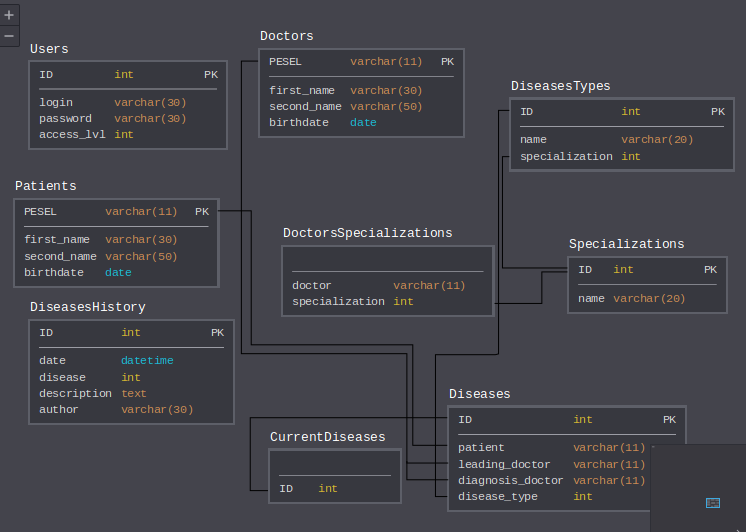 +
−
Users
ID int PK
login varchar(30)
password varchar(30)
access_lvl int
Doctors
PESEL varchar(11) PK
first_name varchar(30)
second_name varchar(50)
birthdate date
DiseasesTypes
ID int PK
name varchar(20)
specialization int
Patients
PESEL varchar(11) PK
first_name varchar(30)
second_name varchar(50)
birthdate date
DoctorsSpecializations
doctor varchar(11)
specialization int
Specializations
ID int PK
name varchar(20)
DiseasesHistory
ID int PK
date datetime
disease int
description text
author varchar(30)
CurrentDiseases
ID int
Diseases
ID int PK
patient varchar(11)
leading_doctor varchar(11)
diagnosis_doctor varchar(11)
disease_type int